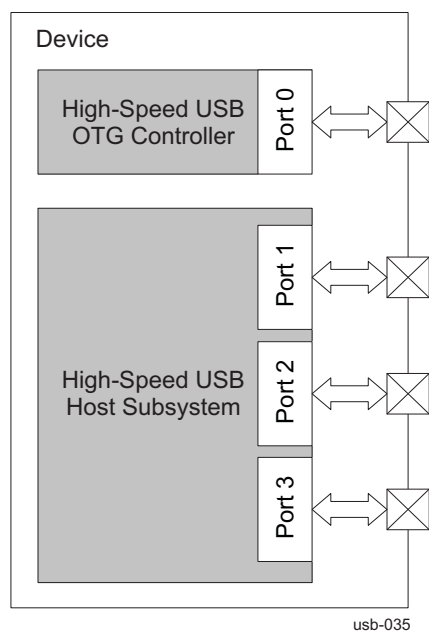 Device
High-Speed USB
OTG Controller
Port 0
Port 1
High-Speed USB
Host Subsystem
Port 2
Port 3
usb-035